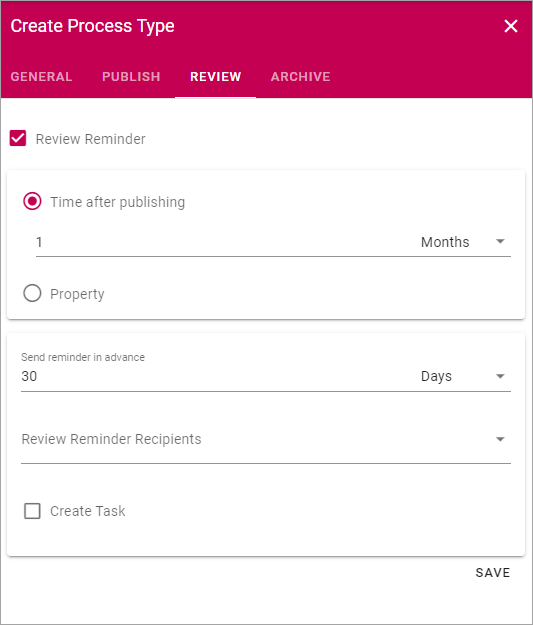 Create Process Type
GENERAL PUBLISH REVIEW ARCHIVE
Review Reminder
Time after publishing
1 Months
Property
Send reminder in advance
30 Days
Review Reminder Recipients
Create Task
SAVE